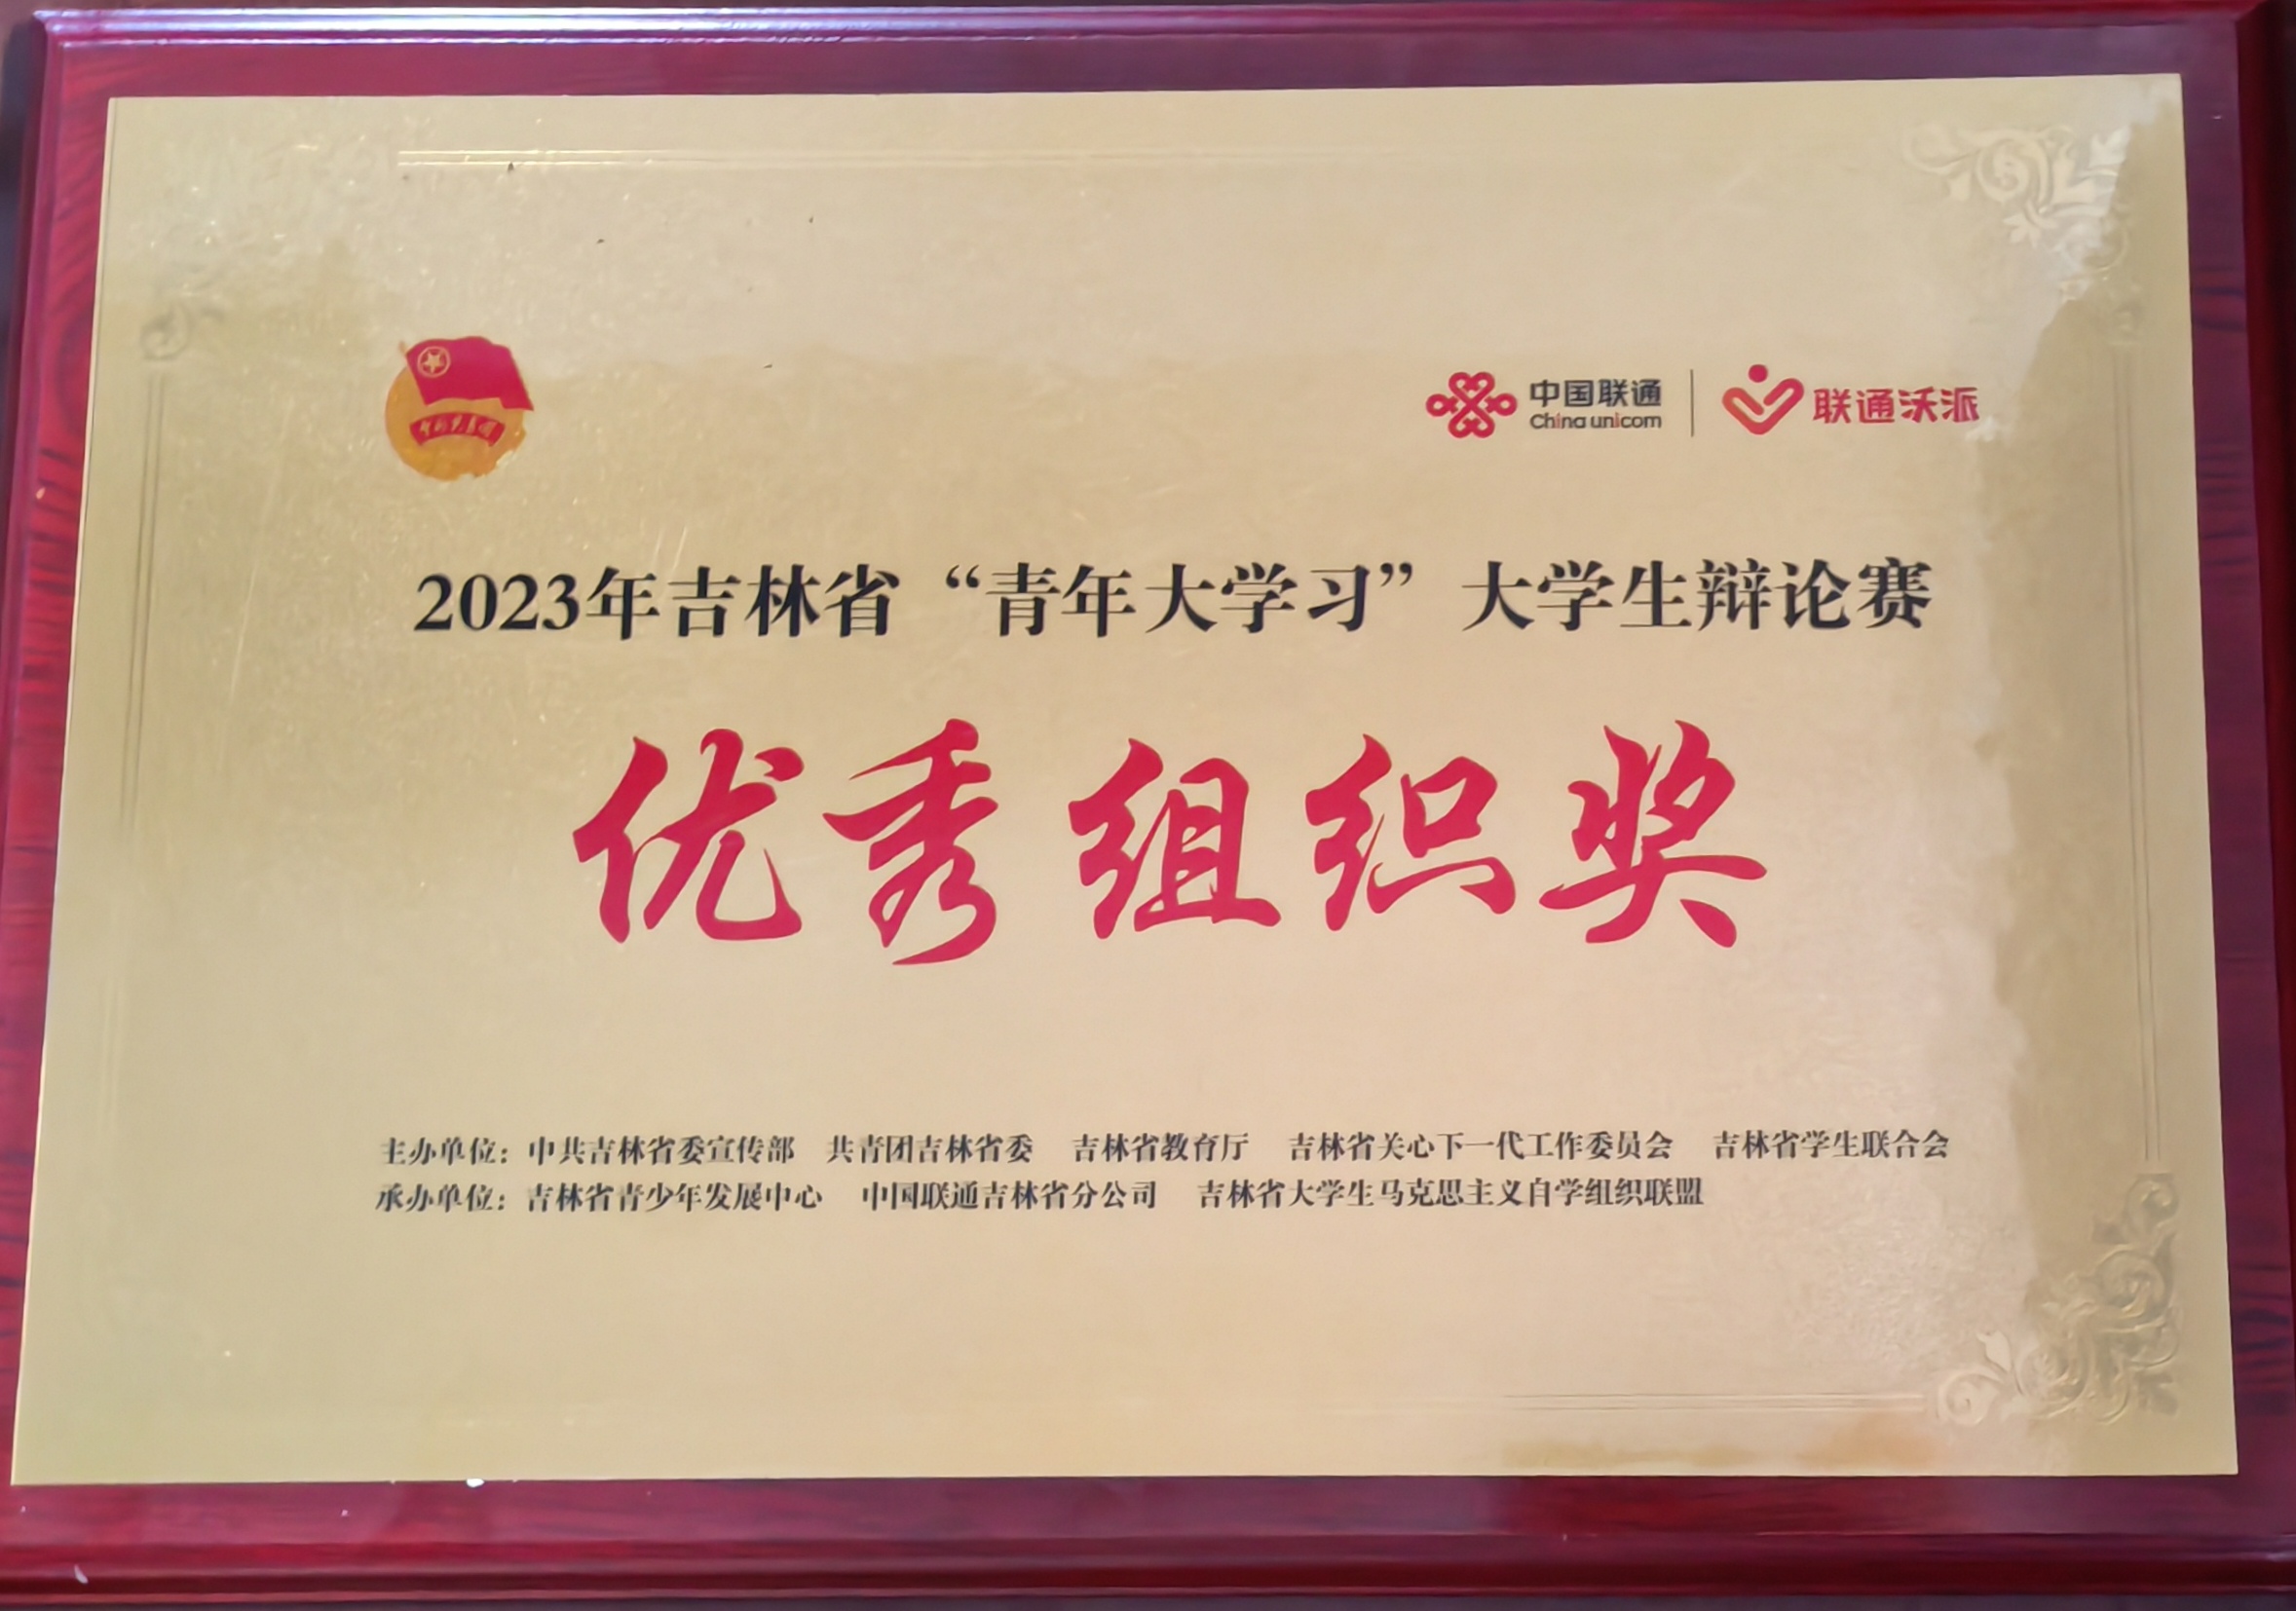 中国联通 联通沃派
China unicom
2023年吉林省“青年大学习”大学生辩论赛
优秀组织奖
主办单位：中共吉林省委宣传部 共青团吉林省委 吉林省教育厅 吉林省关心下一代工作委员会 吉林省学生联合会
承办单位：吉林省青少年发展中心 中国联通吉林省分公司 吉林省大学生马克思主义自学组织联盟